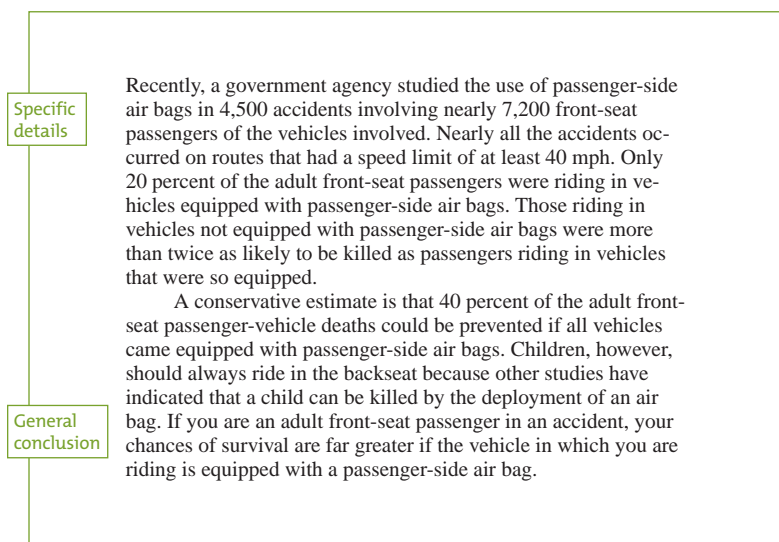 Recently, a government agency studied the use of passenger-side
Specific
details
air bags in 4,500 accidents involving nearly 7,200 front-seat
passengers of the vehicles involved. Nearly all the accidents oc-
curred on routes that had a speed limit of at least 40 mph. Only
20 percent of the adult front-seat passengers were riding in ve-
hicles equipped with passenger-side air bags. Those riding in
vehicles not equipped with passenger-side air bags were more
than twice as likely to be killed as passengers riding in vehicles
that were so equipped.
A conservative estimate is that 40 percent of the adult front-
seat passenger-vehicle deaths could be prevented if all vehicles
came equipped with passenger-side air bags. Children, however,
should always ride in the backseat because other studies have
indicated that a child can be killed by the deployment of an air
General
conclusion
bag. If you are an adult front-seat passenger in an accident, your
chances of survival are far greater if the vehicle in which you are
riding is equipped with a passenger-side air bag.